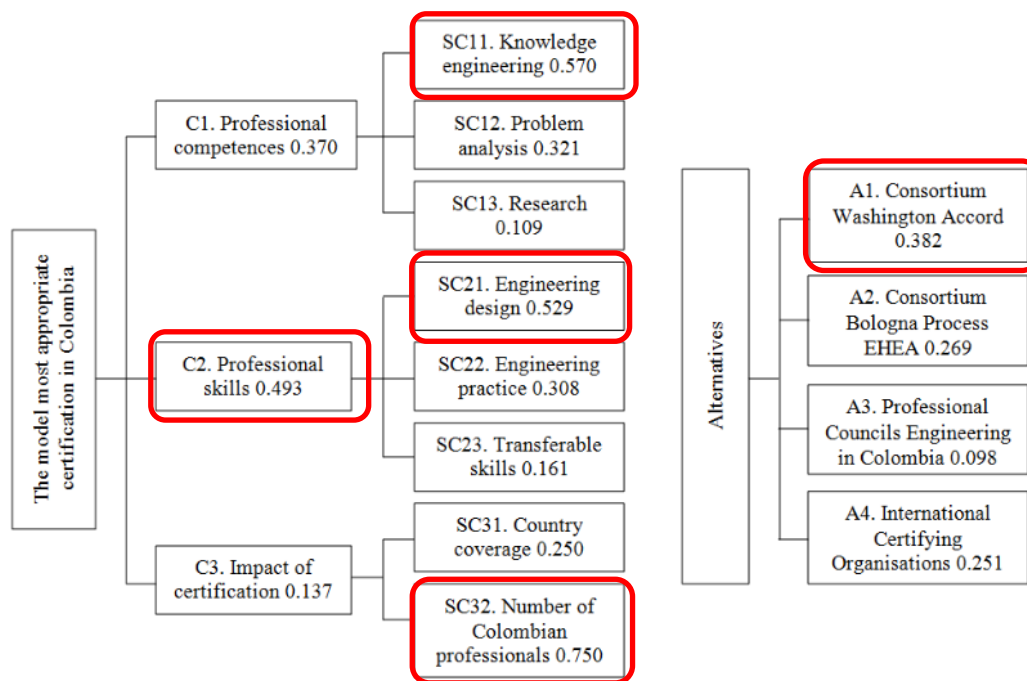 The model most appropriate
certification in Colombia
C1. Professional
competences 0.370
C2. Professional
skills 0.493
C3. Impact of
certification 0.137
SC11. Knowledge
engineering 0.570
SC12. Problem
analysis 0.321
SC13. Research
0.109
SC21. Engineering
design 0.529
SC22. Engineering
practice 0.308
SC23. Transferable
skills 0.161
SC31. Country
coverage 0.250
SC32. Number of
Colombian
professionals 0.750
Alternatives
A1. Consortium
Washington Accord
0.382
A2. Consortium
Bologna Process
EHEA 0.269
A3. Professional
Councils Engineering
in Colombia 0.098
A4. International
Certifying
Organisations 0.251